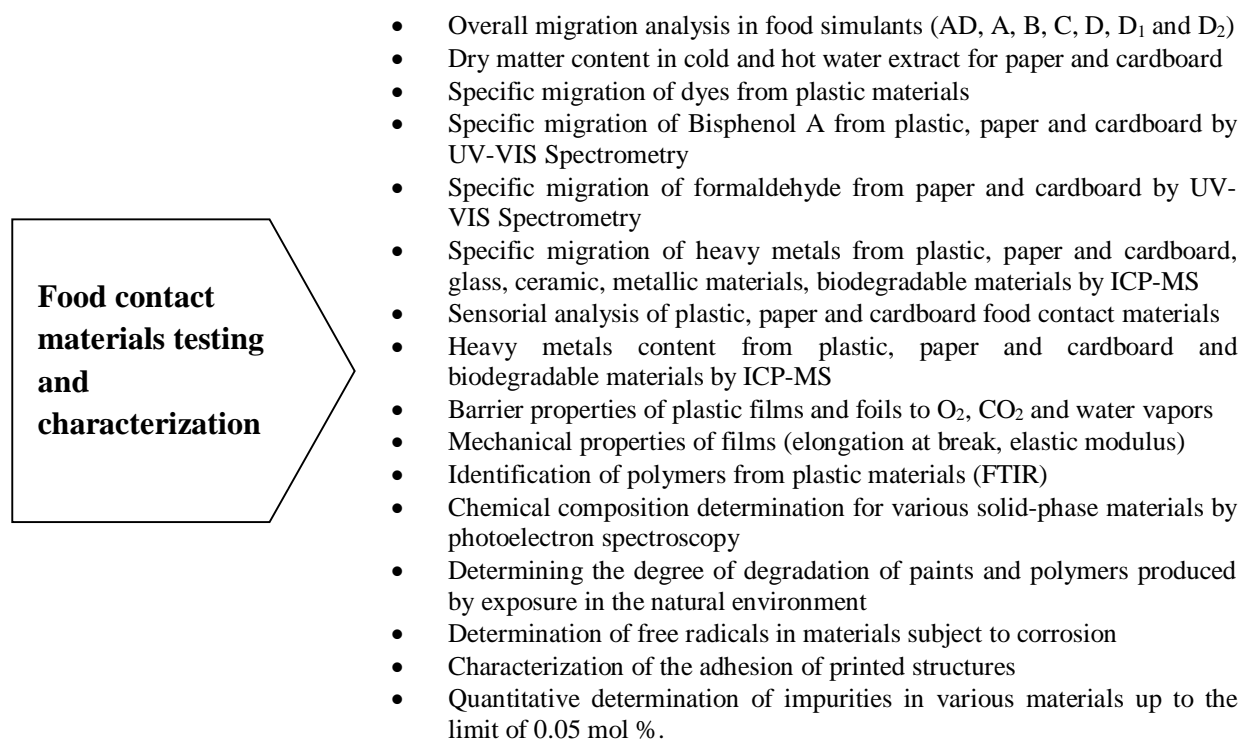 Food contact
materials testing
and
characterization
• Overall migration analysis in food simulants (AD, A, B, C, D, D₁ and D₂)
• Dry matter content in cold and hot water extract for paper and cardboard
• Specific migration of dyes from plastic materials
• Specific migration of Bisphenol A from plastic, paper and cardboard by
UV-VIS Spectrometry
• Specific migration of formaldehyde from paper and cardboard by UV-
VIS Spectrometry
• Specific migration of heavy metals from plastic, paper and cardboard,
glass, ceramic, metallic materials, biodegradable materials by ICP-MS
• Sensorial analysis of plastic, paper and cardboard food contact materials
• Heavy metals content from plastic, paper and cardboard and
biodegradable materials by ICP-MS
• Barrier properties of plastic films and foils to O₂, CO₂ and water vapors
• Mechanical properties of films (elongation at break, elastic modulus)
• Identification of polymers from plastic materials (FTIR)
• Chemical composition determination for various solid-phase materials by
photoelectron spectroscopy
• Determining the degree of degradation of paints and polymers produced
by exposure in the natural environment
• Determination of free radicals in materials subject to corrosion
• Characterization of the adhesion of printed structures
• Quantitative determination of impurities in various materials up to the
limit of 0.05 mol %.